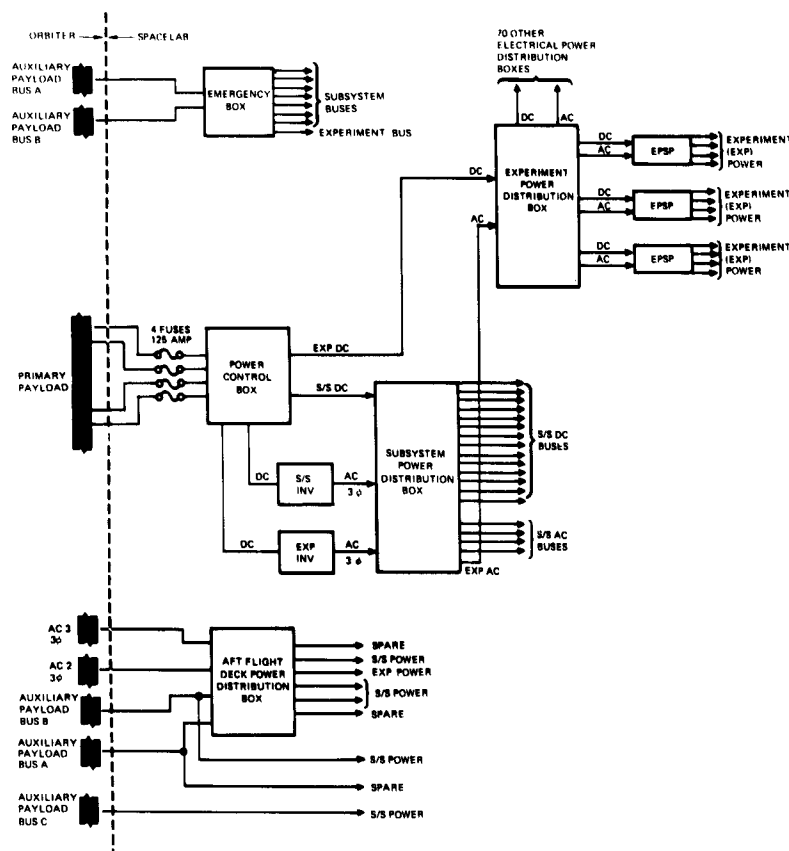 ORBITER
SPACELAB
AUXILIARY
PAYLOAD
BUS A
AUXILIARY
PAYLOAD
BUS B
EMERGENCY
BOX
SUBSYSTEM
BUSES
EXPERIMENT BUS
70 OTHER
ELECTRICAL POWER
DISTRIBUTION
BOXES
DC
AC
DC
AC
EXPERIMENT
POWER
DISTRIBUTION
BOX
DC
AC
EPSP
EXPERIMENT
(EXP)
POWER
DC
AC
EPSP
EXPERIMENT
(EXP)
POWER
DC
AC
EPSP
EXPERIMENT
(EXP)
POWER
PRIMARY
PAYLOAD
4 FUSES
125 AMP
POWER
CONTROL
BOX
EXP DC
S/S DC
DC
S/S
INV
AC
3 φ
DC
EXP
INV
AC
3 φ
SUBSYSTEM
POWER
DISTRIBUTION
BOX
S/S DC
BUSES
S/S AC
BUSES
EXP AC
AC 3
3φ
AC 2
3φ
AUXILIARY
PAYLOAD
BUS B
AUXILIARY
PAYLOAD
BUS A
AUXILIARY
PAYLOAD
BUS C
AFT FLIGHT
DECK POWER
DISTRIBUTION
BOX
SPARE
S/S POWER
EXP POWER
S/S POWER
SPARE
S/S POWER
SPARE
S/S POWER